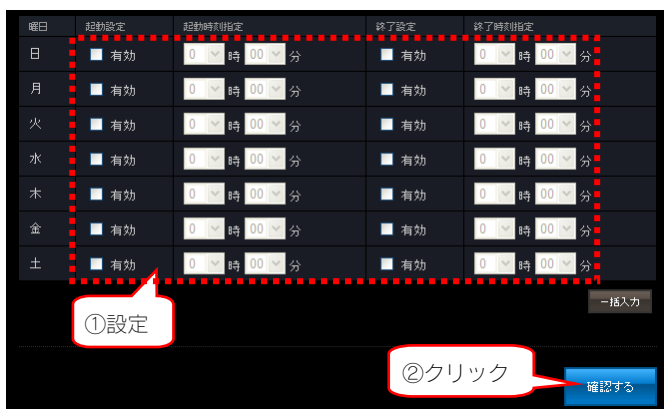 曜日 起動設定 起動時刻指定 終了設定 終了時刻指定
日 有効 0 時 00 分 有効 0 時 00 分
月 有効 0 時 00 分 有効 0 時 00 分
火 有効 0 時 00 分 有効 0 時 00 分
水 有効 0 時 00 分 有効 0 時 00 分
木 有効 0 時 00 分 有効 0 時 00 分
金 有効 0 時 00 分 有効 0 時 00 分
土 有効 0 時 00 分 有効 0 時 00 分
一括入力
①設定
②クリック
確認する